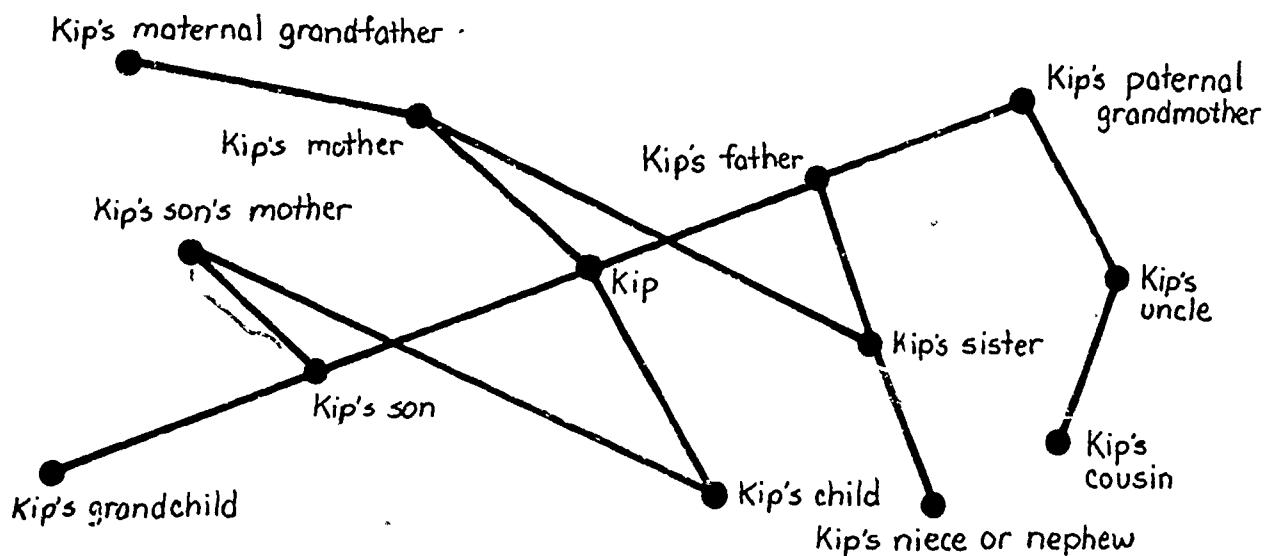 Kip's maternal grandfather
Kip's mother
Kip's paternal
grandmother
Kip's father
Kip's son's mother
Kip
Kip's
uncle
Kip's sister
Kip's son
Kip's
cousin
Kip's grandchild
Kip's child
Kip's niece or nephew